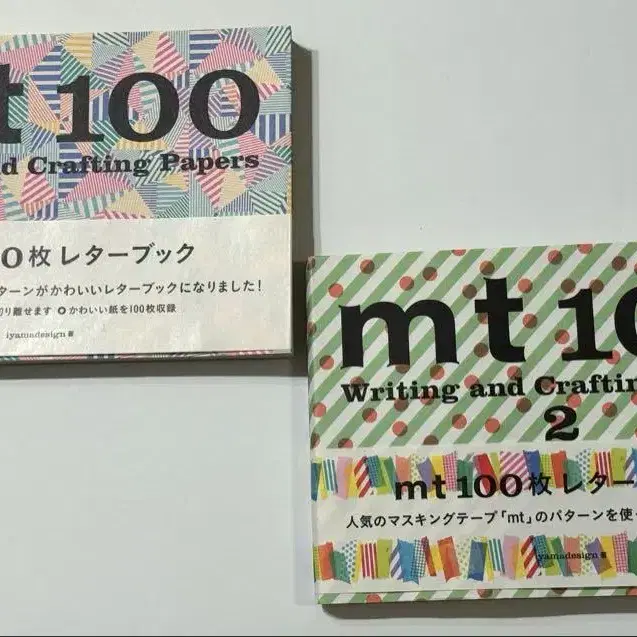 t 100
d Crafting Papers
0枚 レターブック
ターンがかわいいレターブックになりました!
り離せます ✿ かわいい紙を100枚収録
iyamadesign 著
mt 10
Writing and Craftin
2
mt 100枚 レター
人気のマスキングテープ「mt」のパターンを使
iyamadesign 著